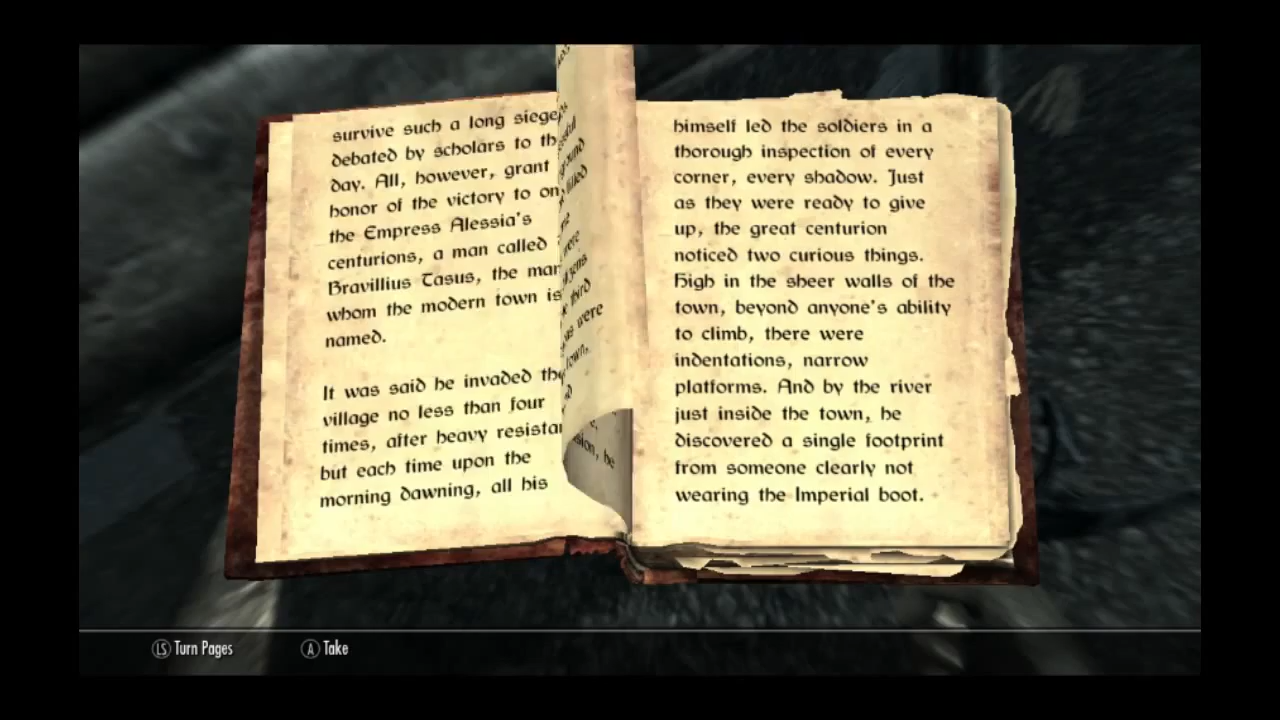 survive such a long siege
debated by scholars to
day. All, however, grant
honor of the victory to
the Empress Alessia's
centurions, a man called
Bravillius Tasus, the
whom the modern town is
named.
It was said he invaded
village no less than four
times, after heavy
but each time upon the
morning dawning, all his
were
himself led the soldiers in a
thorough inspection of every
corner, every shadow. Just
as they were ready to give
up, the great centurion
noticed two curious things.
High in the sheer walls of the
town, beyond anyone's ability
to climb, there were
indentations, narrow
platforms. And by the river
just inside the town, he
discovered a single footprint
from someone clearly not
wearing the Imperial boot.
LS Turn Pages
A Take